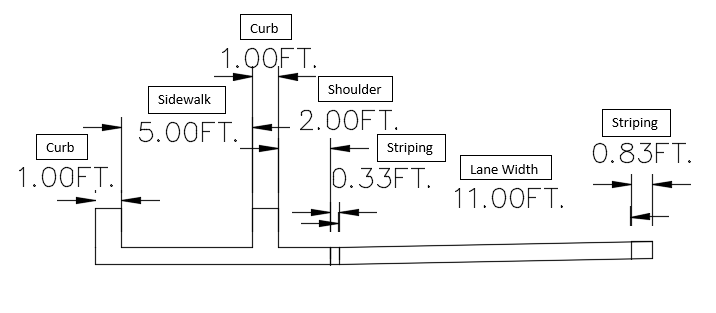 Curb
1.00FT.
Shoulder
2.00FT.
Sidewalk
5.00FT.
Striping
0.83FT.
Curb
1.00FT.
Striping
0.33FT.
Lane Width
11.00FT.